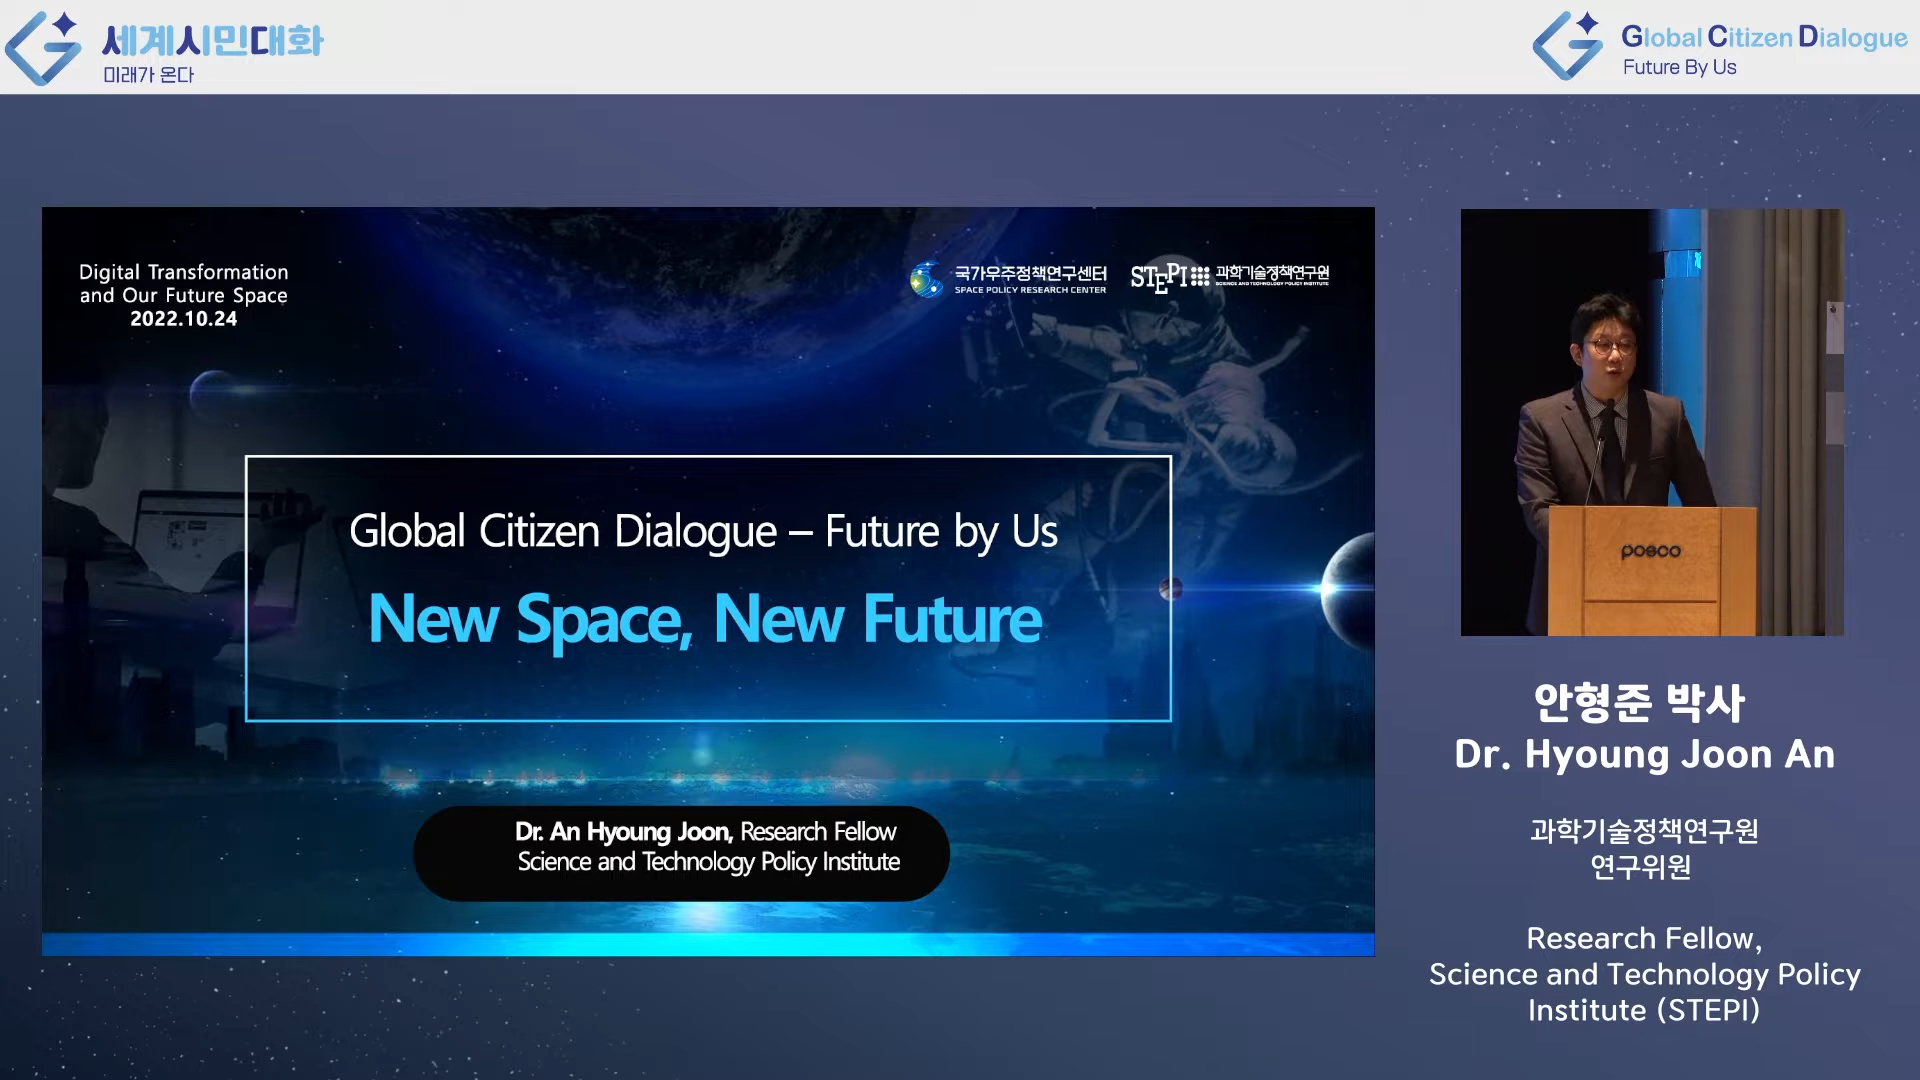 세계시민대화
미래가 온다
Global Citizen Dialogue
Future By Us
Digital Transformation
and Our Future Space
2022.10.24
국가우주정책연구센터
SPACE POLICY RESEARCH CENTER
STEPI 과학기술정책연구원
SCIENCE AND TECHNOLOGY POLICY INSTITUTE
Global Citizen Dialogue – Future by Us
New Space, New Future
Dr. An Hyoung Joon, Research Fellow
Science and Technology Policy Institute
posco
안형준 박사
Dr. Hyoung Joon An
과학기술정책연구원
연구위원
Research Fellow,
Science and Technology Policy
Institute (STEPI)